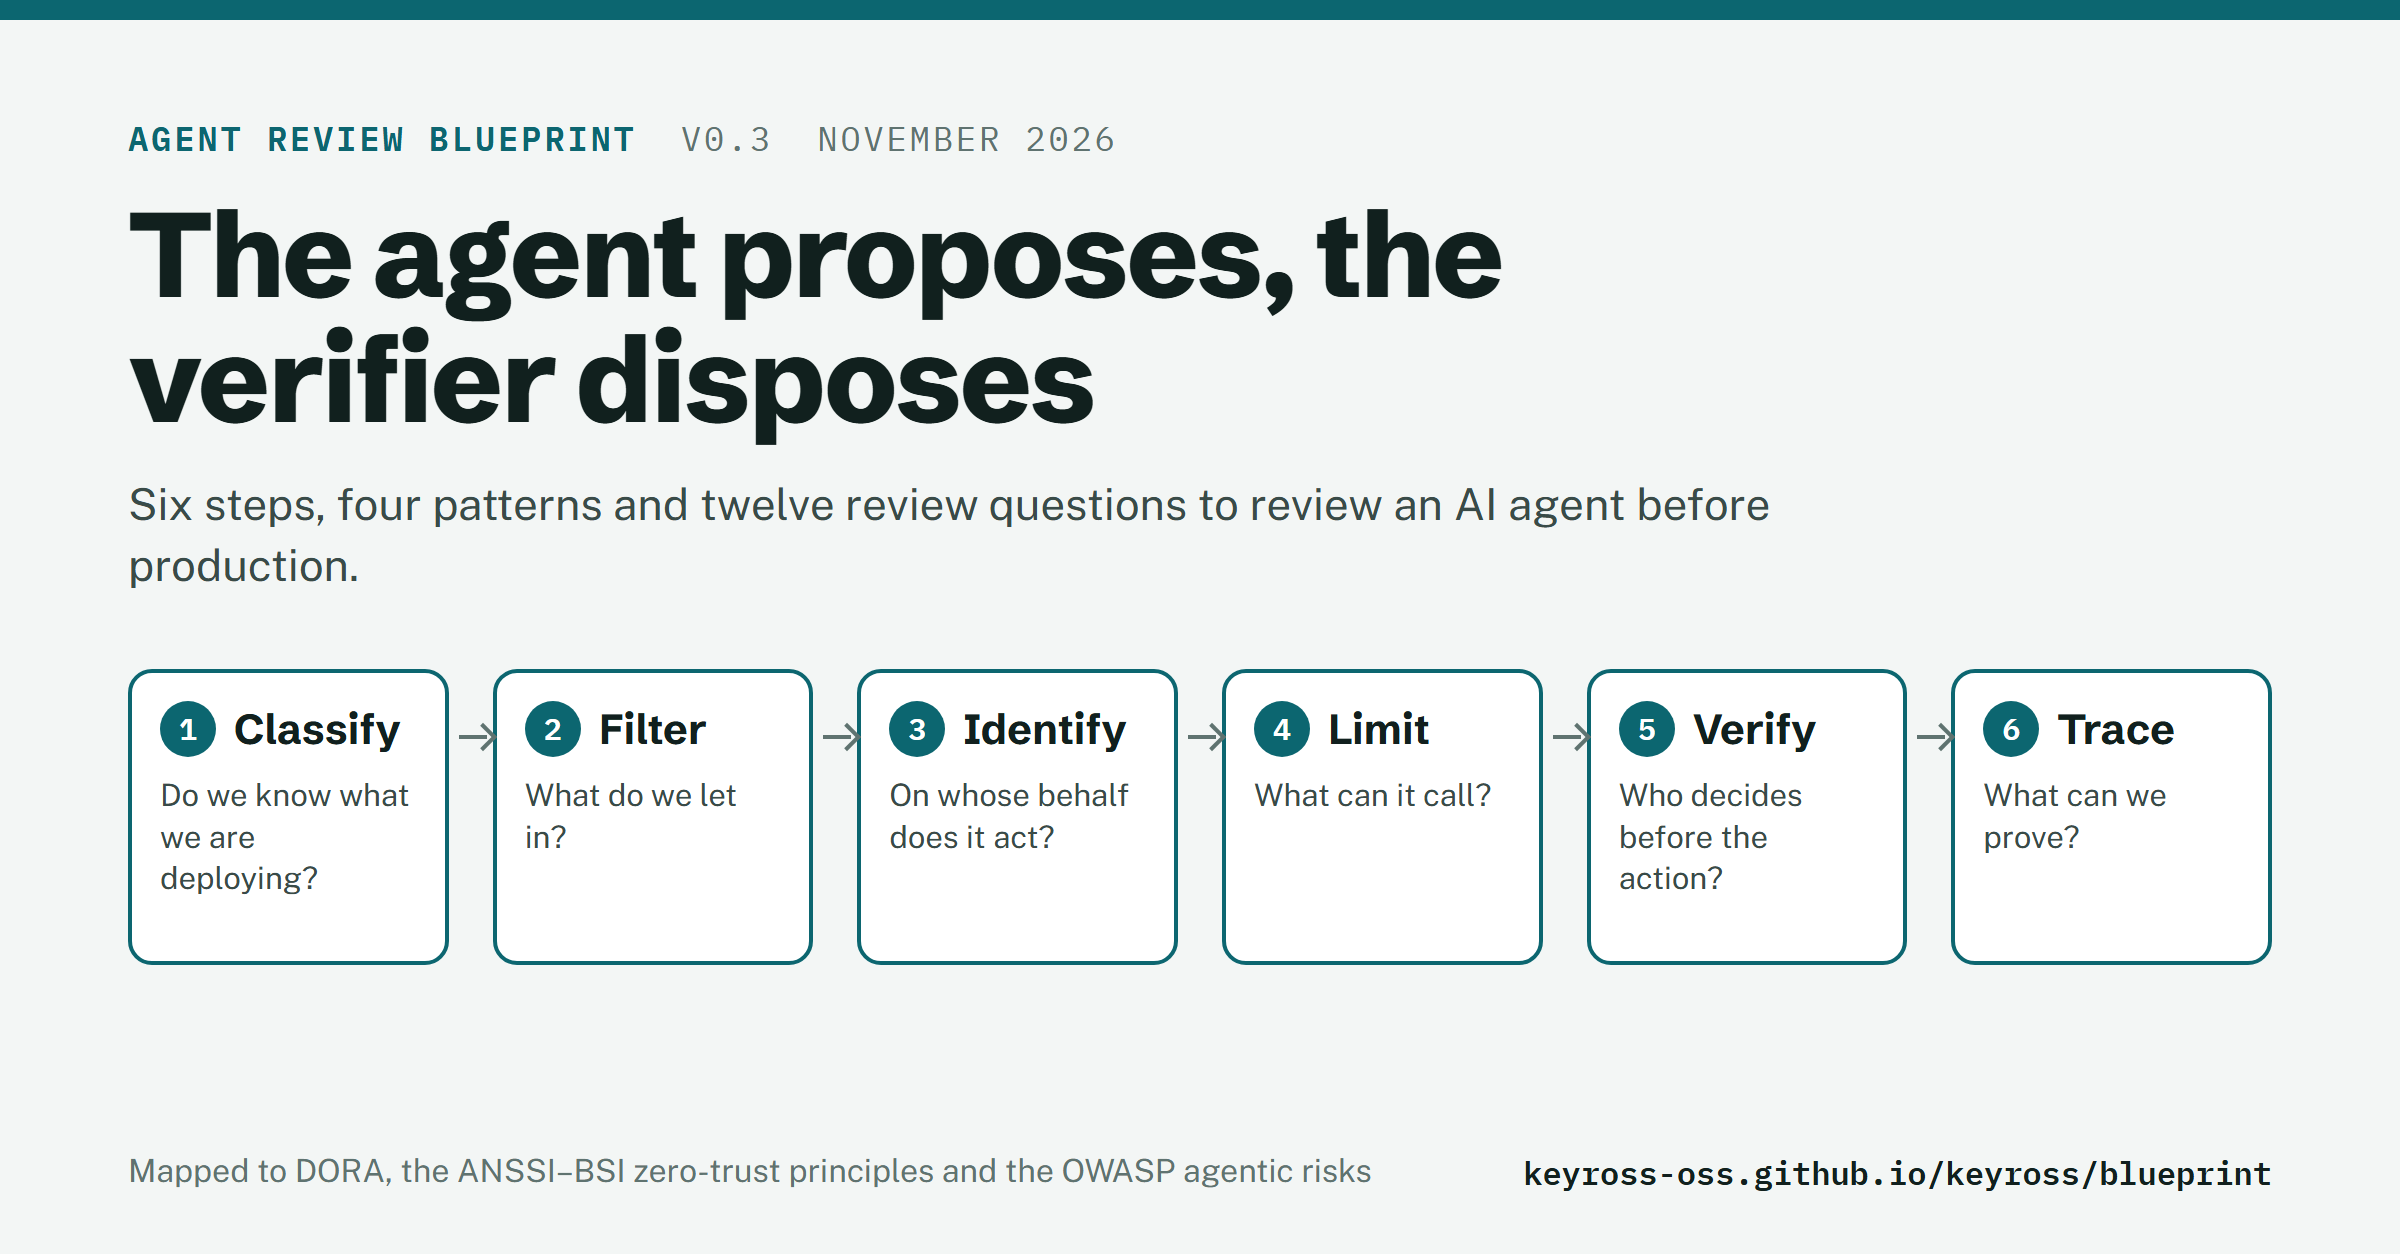 AGENT REVIEW BLUEPRINT V0.3 NOVEMBER 2026
The agent proposes, the
verifier disposes
Six steps, four patterns and twelve review questions to review an AI agent before
production.
1 Classify
Do we know what
we are
deploying?
2 Filter
What do we let
in?
3 Identify
On whose behalf
does it act?
4 Limit
What can it call?
5 Verify
Who decides
before the
action?
6 Trace
What can we
prove?
Mapped to DORA, the ANSSI–BSI zero-trust principles and the OWASP agentic risks
keyross-oss.github.io/keyross/blueprint